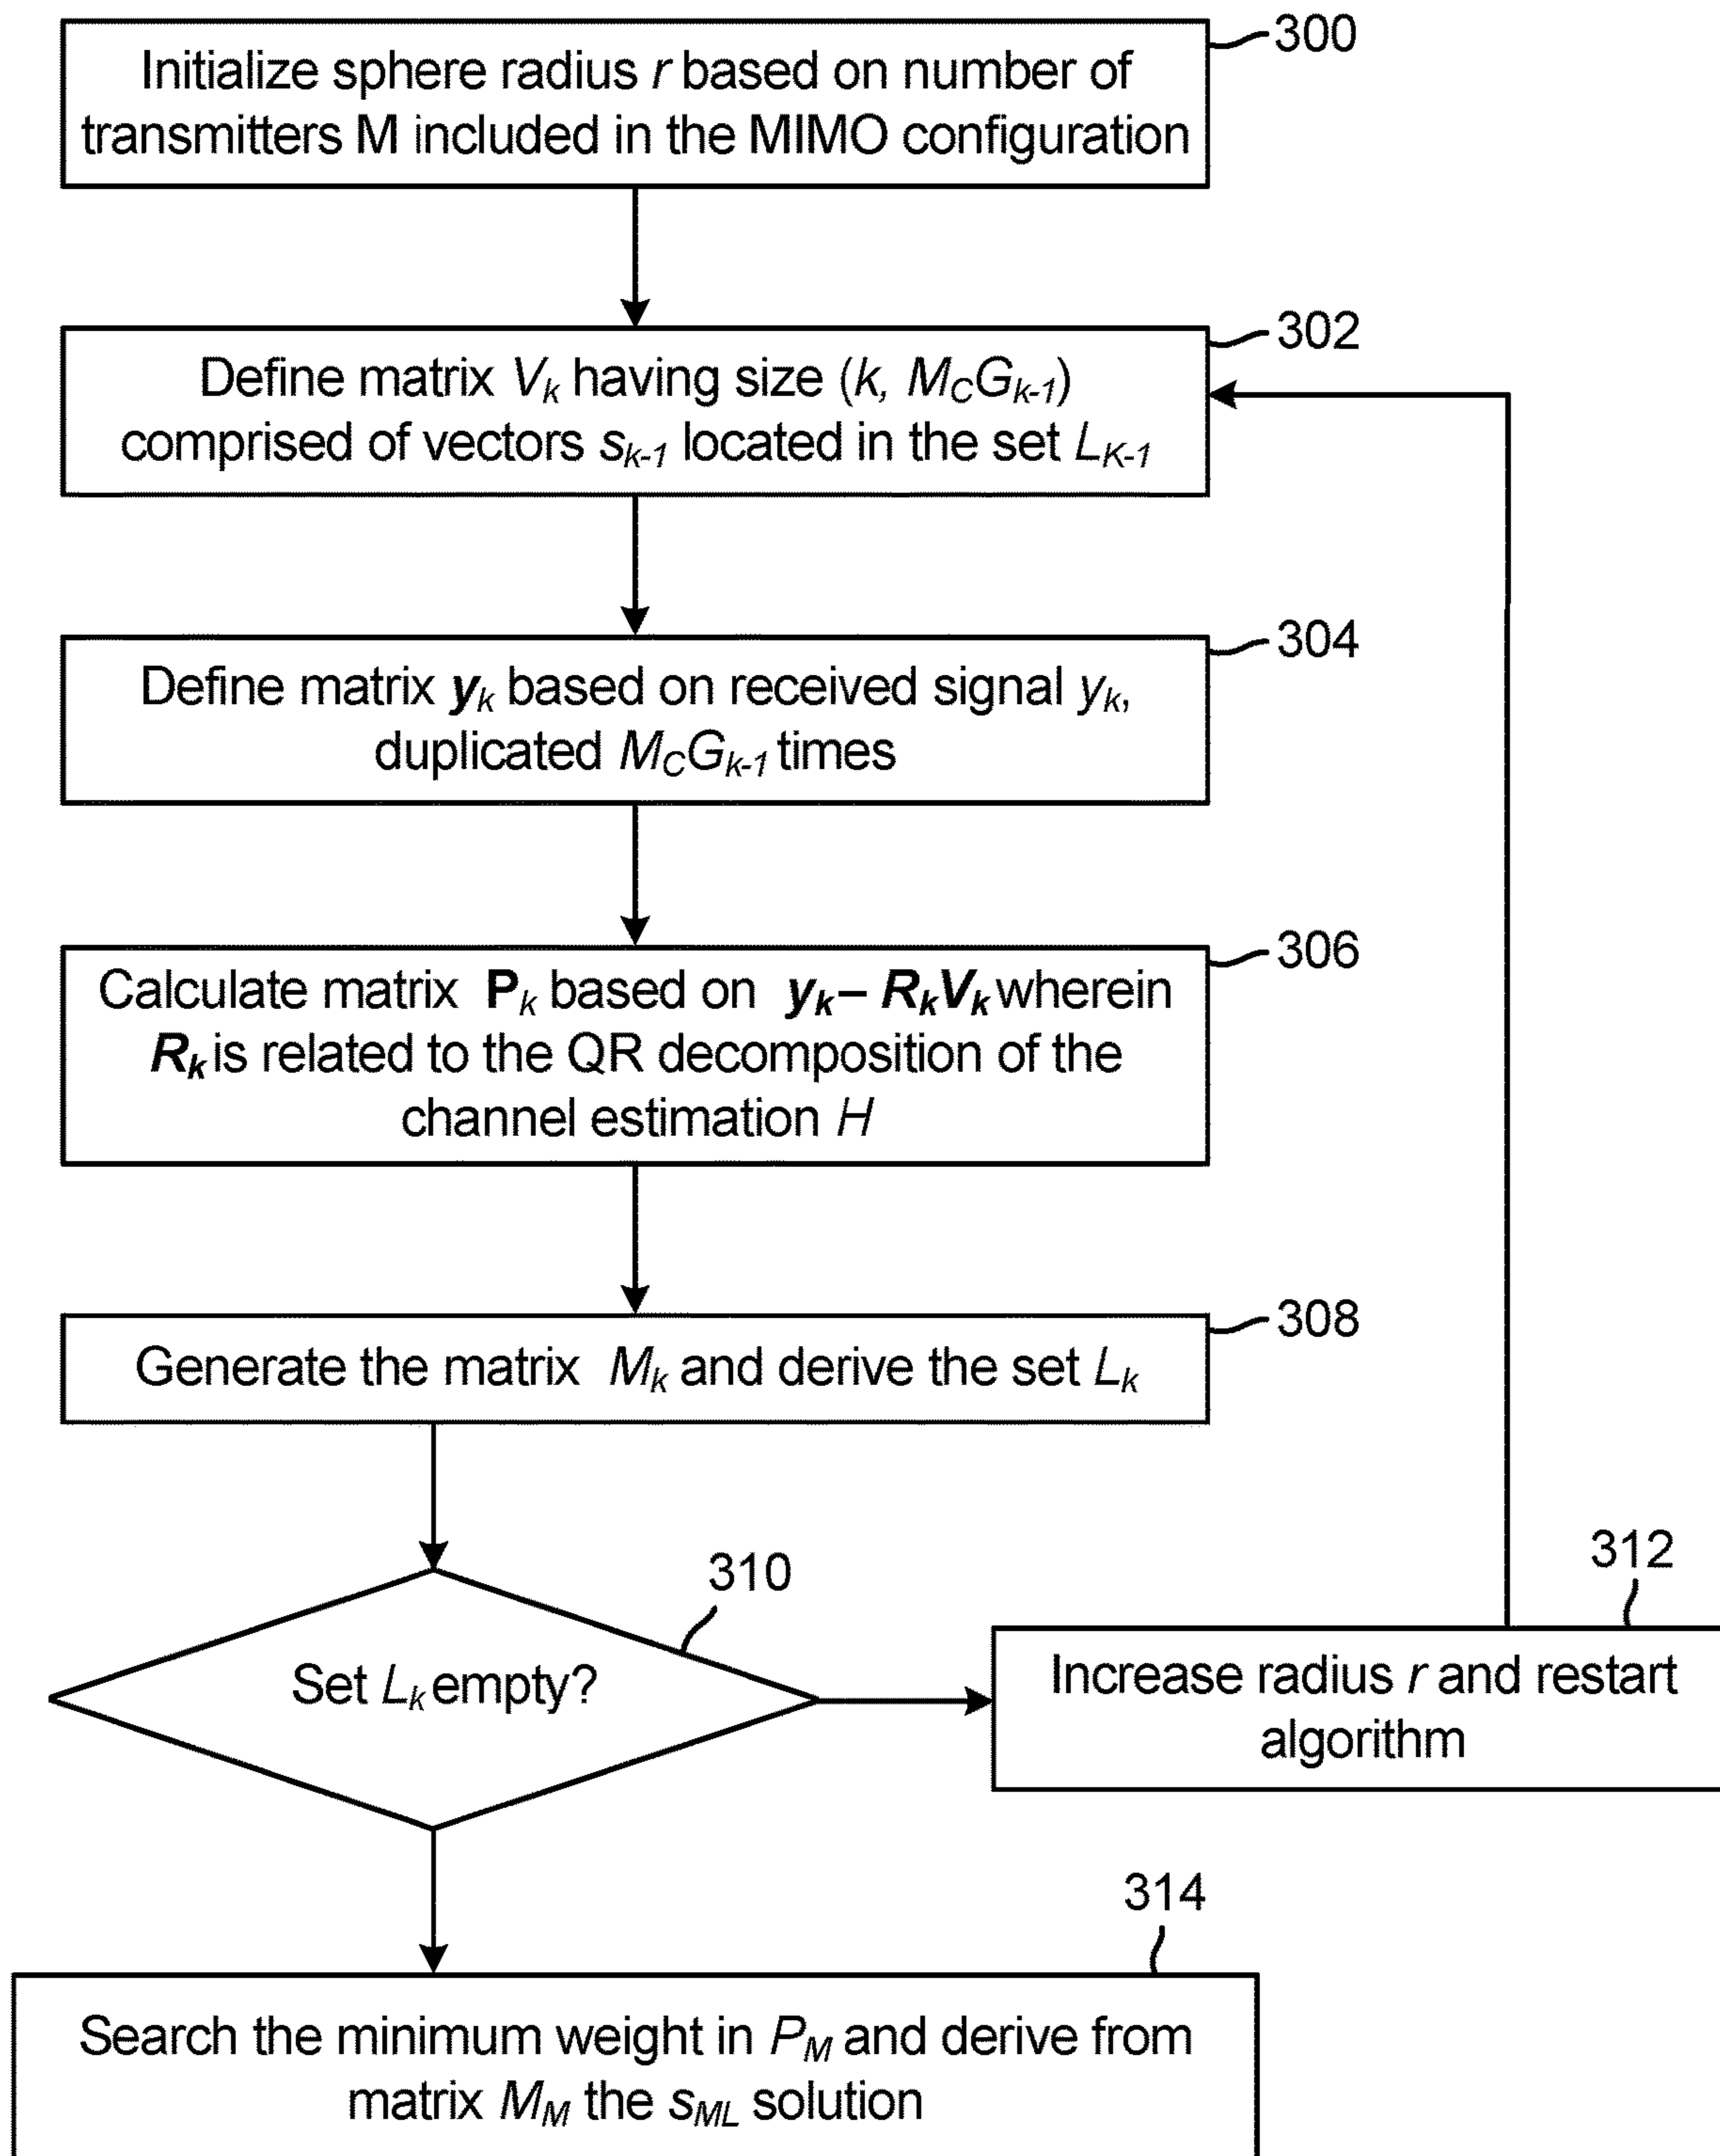 300
Initialize sphere radius r based on number of
transmitters M included in the MIMO configuration
302
Define matrix Vk having size (k, MCGk-1)
comprised of vectors sk-1 located in the set LK-1
304
Define matrix yk based on received signal yk,
duplicated MCGk-1 times
306
Calculate matrix Pk based on yk – RkVk wherein
Rk is related to the QR decomposition of the
channel estimation H
308
Generate the matrix Mk and derive the set Lk
310
Set Lk empty?
312
Increase radius r and restart
algorithm
314
Search the minimum weight in PM and derive from
matrix MM the sML solution